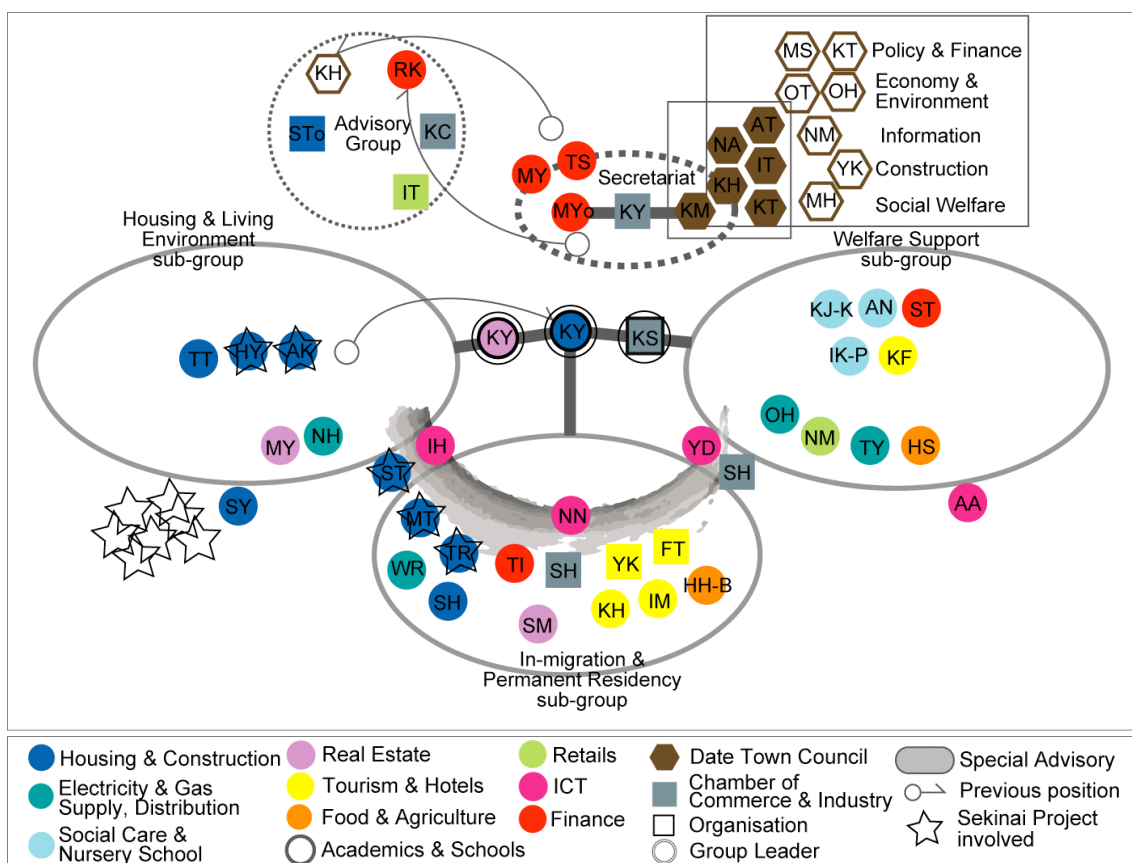 MS
KT
Policy & Finance
KH
RK
OT
OH
Economy &
Environment
STo
Advisory
Group
KC
AT
NM
Information
NA
IT
TS
MY
Secretariat
YK
Construction
KH
IT
MYo
KY
KM
KT
MH
Social Welfare
Housing & Living
Environment
sub-group
Welfare Support
sub-group
KJ-K
AN
ST
KY
KY
KS
TT
HY
AK
IK-P
KF
OH
MY
NH
IH
YD
NM
TY
HS
ST
SH
SY
MT
NN
AA
TR
FT
WR
TI
SH
YK
HH-B
SH
KH
IM
SM
In-migration &
Permanent Residency
sub-group
Housing & Construction
Electricity & Gas
Supply, Distribution
Social Care &
Nursery School
Real Estate
Tourism & Hotels
Food & Agriculture
Academics & Schools
Retails
ICT
Finance
Date Town Council
Chamber of
Commerce & Industry
Organisation
Group Leader
Special Advisory
Previous position
Sekinai Project
involved